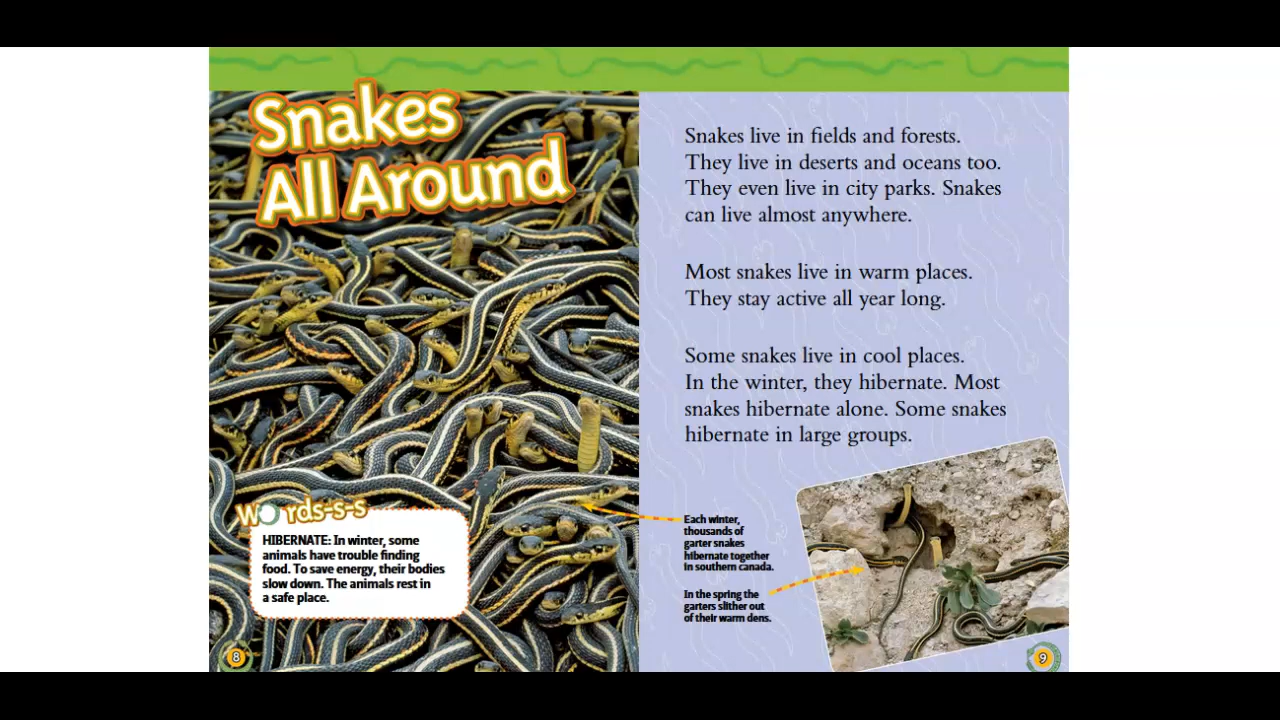 Snakes
All Around
Words-s-s
HIBERNATE: In winter, some
animals have trouble finding
food. To save energy, their bodies
slow down. The animals rest in
a safe place.
8
Snakes live in fields and forests.
They live in deserts and oceans too.
They even live in city parks. Snakes
can live almost anywhere.
Most snakes live in warm places.
They stay active all year long.
Some snakes live in cool places.
In the winter, they hibernate. Most
snakes hibernate alone. Some snakes
hibernate in large groups.
Each winter,
thousands of
garter snakes
hibernate together
in southern canada.
In the spring the
garters slither out
of their warm dens.
9